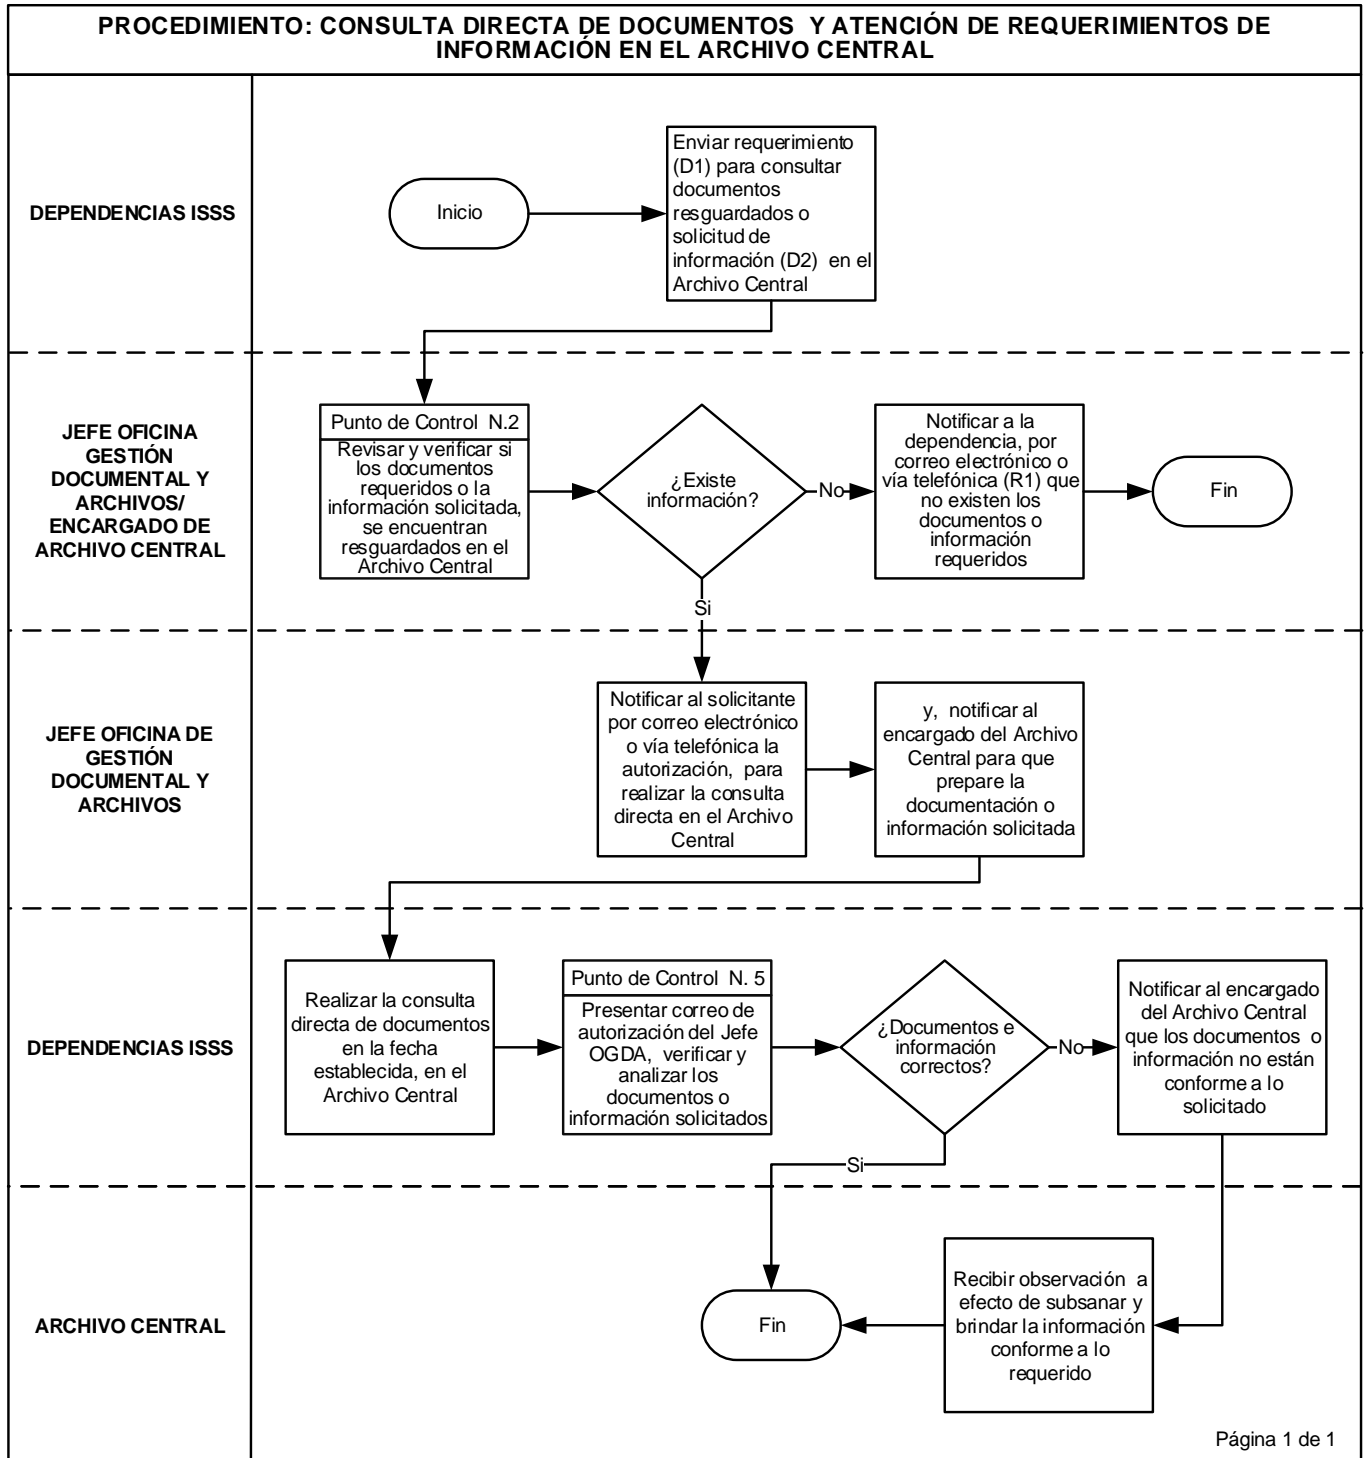 PROCEDIMIENTO: CONSULTA DIRECTA DE DOCUMENTOS Y ATENCIÓN DE REQUERIMIENTOS DE
INFORMACIÓN EN EL ARCHIVO CENTRAL
DEPENDENCIAS ISSS
Inicio
Enviar requerimiento
(D1) para consultar
documentos
resguardados o
solicitud de
información (D2) en el
Archivo Central
JEFE OFICINA
GESTIÓN
DOCUMENTAL Y
ARCHIVOS/
ENCARGADO DE
ARCHIVO CENTRAL
Punto de Control N.2
Revisar y verificar si
los documentos
requeridos o la
información solicitada,
se encuentran
resguardados en el
Archivo Central
¿Existe
información?
No
Notificar a la
dependencia, por
correo electrónico o
vía telefónica (R1) que
no existen los
documentos o
información
requeridos
Fin
Si
JEFE OFICINA DE
GESTIÓN
DOCUMENTAL Y
ARCHIVOS
Notificar al solicitante
por correo electrónico
o vía telefónica la
autorización, para
realizar la consulta
directa en el Archivo
Central
y, notificar al
encargado del Archivo
Central para que
prepare la
documentación o
información solicitada
DEPENDENCIAS ISSS
Realizar la consulta
directa de documentos
en la fecha
establecida, en el
Archivo Central
Punto de Control N. 5
Presentar correo de
autorización del Jefe
OGDA, verificar y
analizar los
documentos o
información solicitados
¿Documentos e
información
correctos?
No
Notificar al encargado
del Archivo Central
que los documentos o
información no están
conforme a lo
solicitado
Si
ARCHIVO CENTRAL
Fin
Recibir observación a
efecto de subsanar y
brindar la información
conforme a lo
requerido
Página 1 de 1